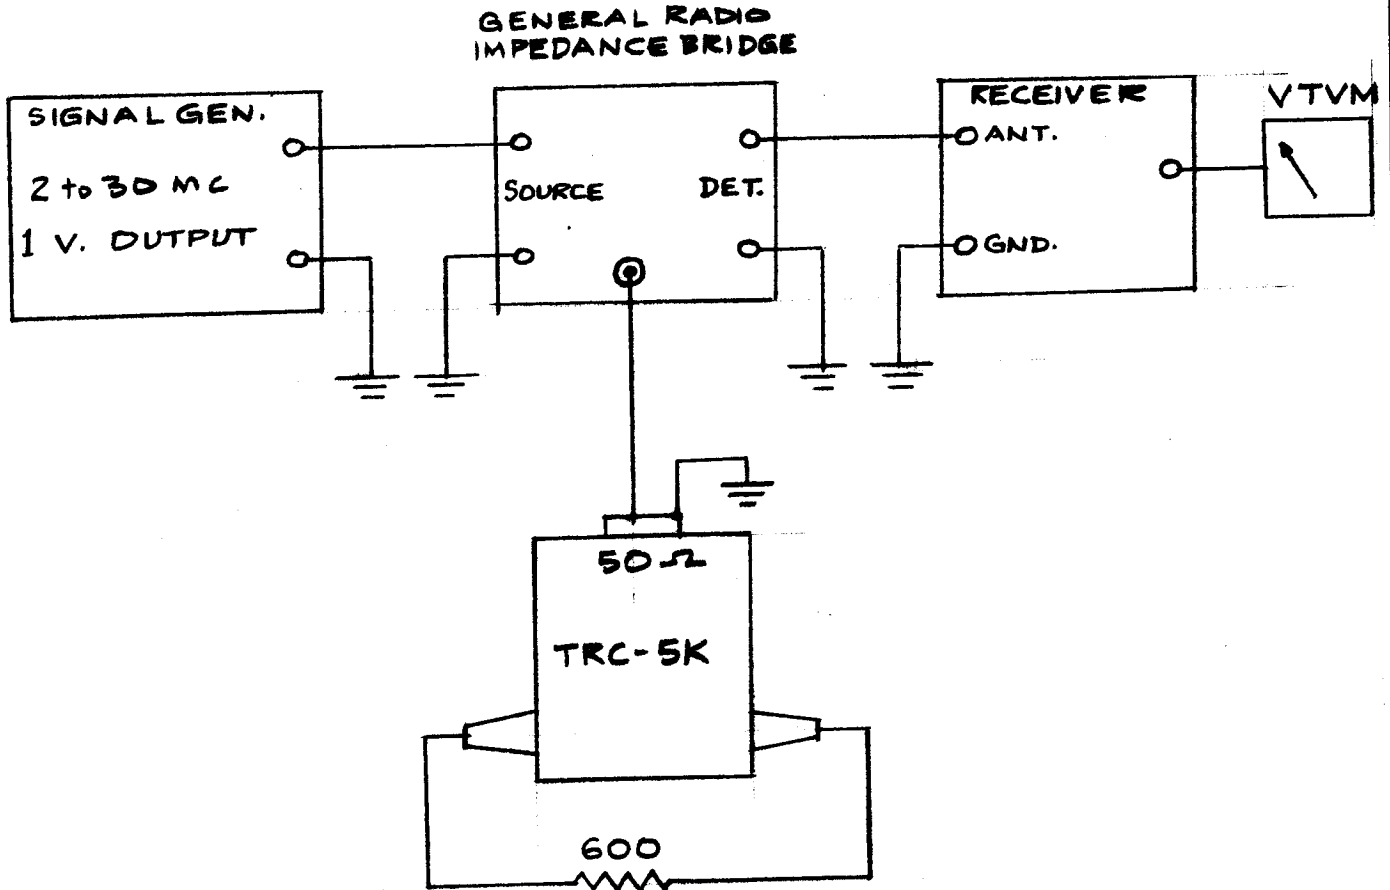 GENERAL RADIO
IMPEDANCE BRIDGE
SIGNAL GEN.
2 to 30 MC
1 V. OUTPUT
SOURCE
DET.
RECEIVER
ANT.
GND.
VTVM
50 Ω
TRC-5K
600